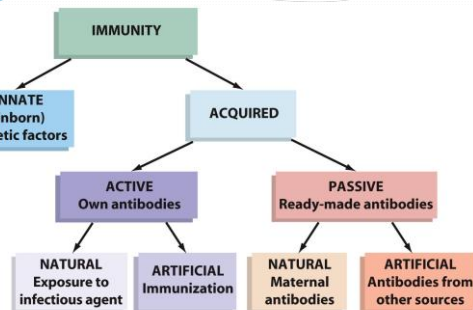 IMMUNITY
NNATE
nborn)
etic factors
ACQUIRED
ACTIVE
Own antibodies
PASSIVE
Ready-made antibodies
NATURAL
Exposure to
infectious agent
ARTIFICIAL
Immunization
NATURAL
Maternal
antibodies
ARTIFICIAL
Antibodies from
other sources